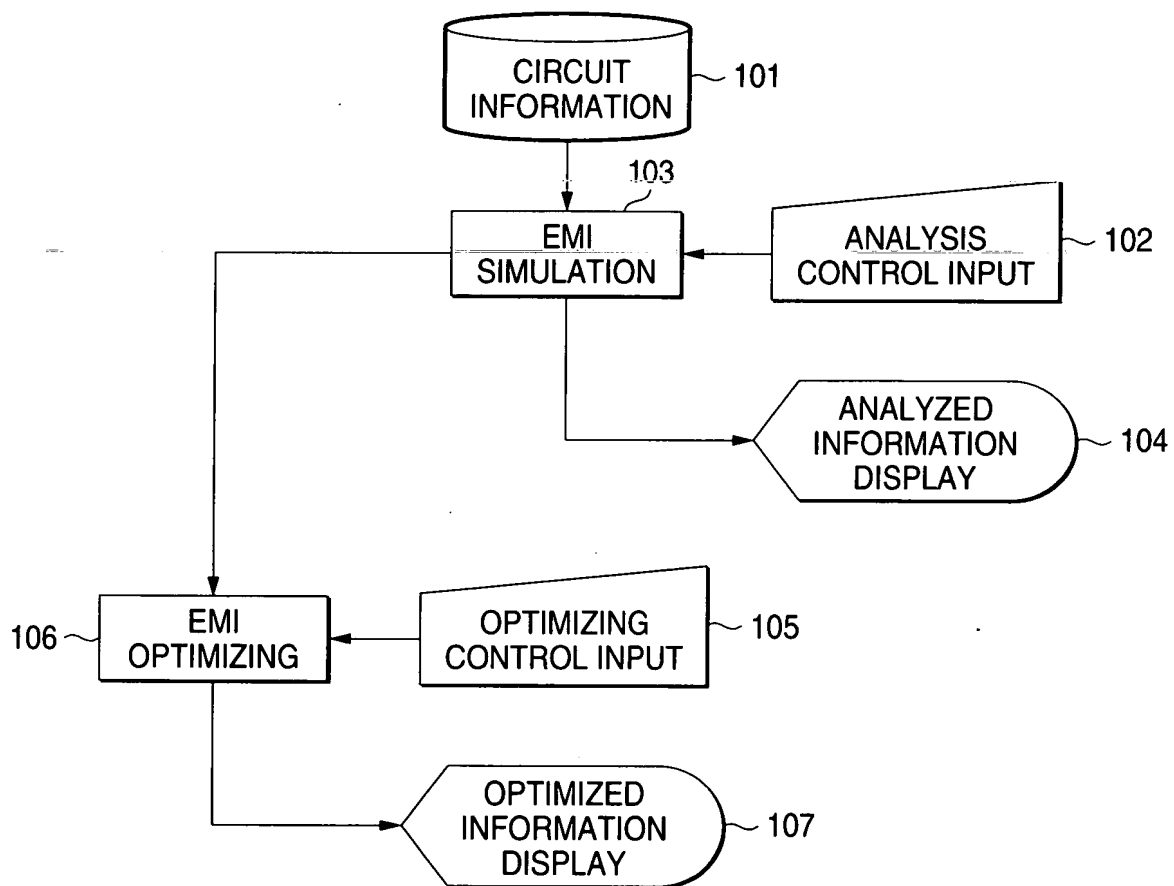 CIRCUIT
INFORMATION
101
103
EMI
SIMULATION
ANALYSIS
CONTROL INPUT
102
ANALYZED
INFORMATION
DISPLAY
104
106
EMI
OPTIMIZING
OPTIMIZING
CONTROL INPUT
105
OPTIMIZED
INFORMATION
DISPLAY
107